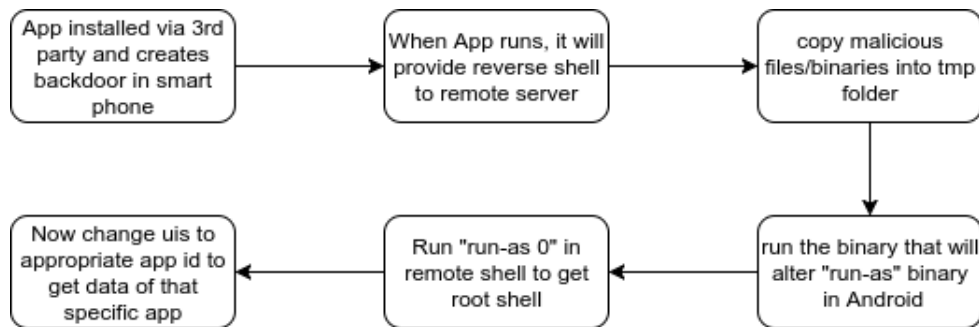 App installed via 3rd
party and creates
backdoor in smart
phone
When App runs, it will
provide reverse shell
to remote server
copy malicious
files/binaries into tmp
folder
run the binary that will
alter "run-as" binary
in Android
Run "run-as 0" in
remote shell to get
root shell
Now change uis to
appropriate app id to
get data of that
specific app